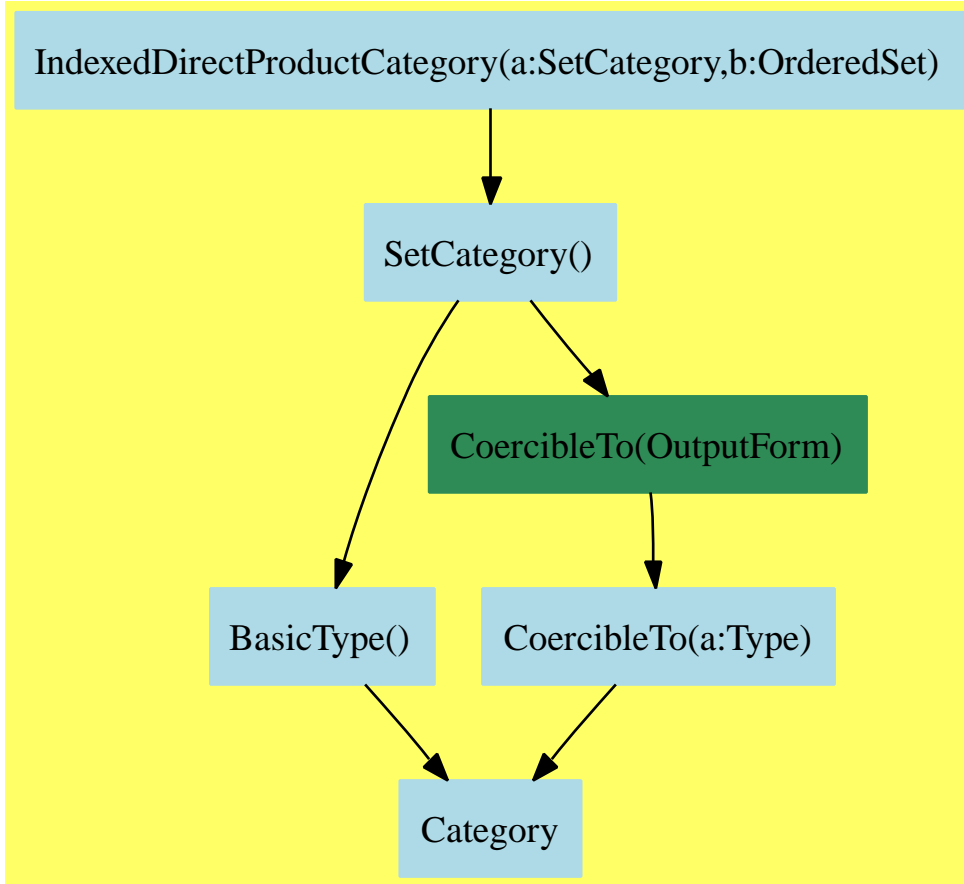 IndexedDirectProductCategory(a:SetCategory,b:OrderedSet)
SetCategory()
CoercibleTo(OutputForm)
BasicType()
CoercibleTo(a:Type)
Category